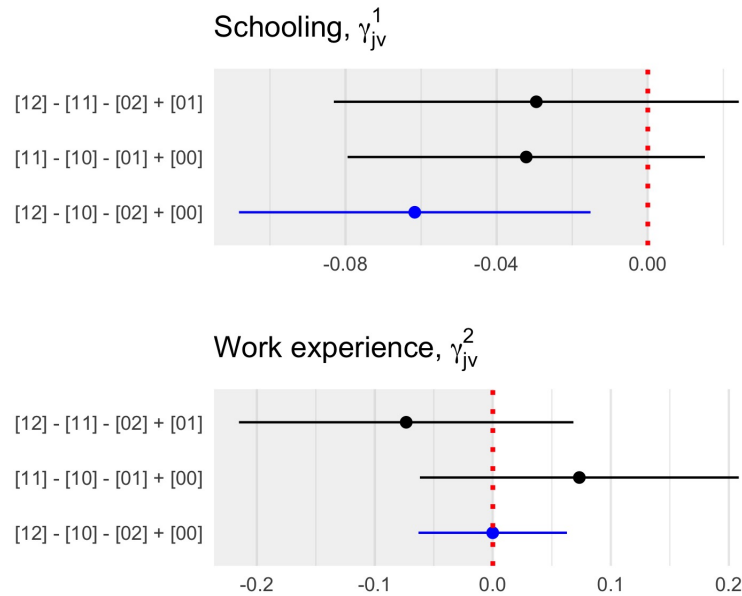 Schooling, γ¹ⱼᵥ
[12] - [11] - [02] + [01]
[11] - [10] - [01] + [00]
[12] - [10] - [02] + [00]
-0.08 -0.04 0.00
Work experience, γ²ⱼᵥ
[12] - [11] - [02] + [01]
[11] - [10] - [01] + [00]
[12] - [10] - [02] + [00]
-0.2 -0.1 0.0 0.1 0.2